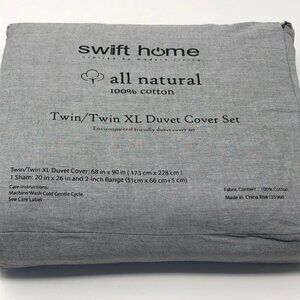 swift home
all natural
100% cotton
Twin/Twin XL Duvet Cover Set
Environmental friendly duvet cover set
Twin/Twin XL Duvet Cover: 68 in x 90 in ( 173 cm x 228 cm )
1 Sham: 20 in x 26 in and 2-inch flange (51cm x 66 cm+5 cm)
Care Instructions:
Machine Wash Cold Gentle Cycle
See Care Label
Fabric Content : 100% Cotton
Made in China